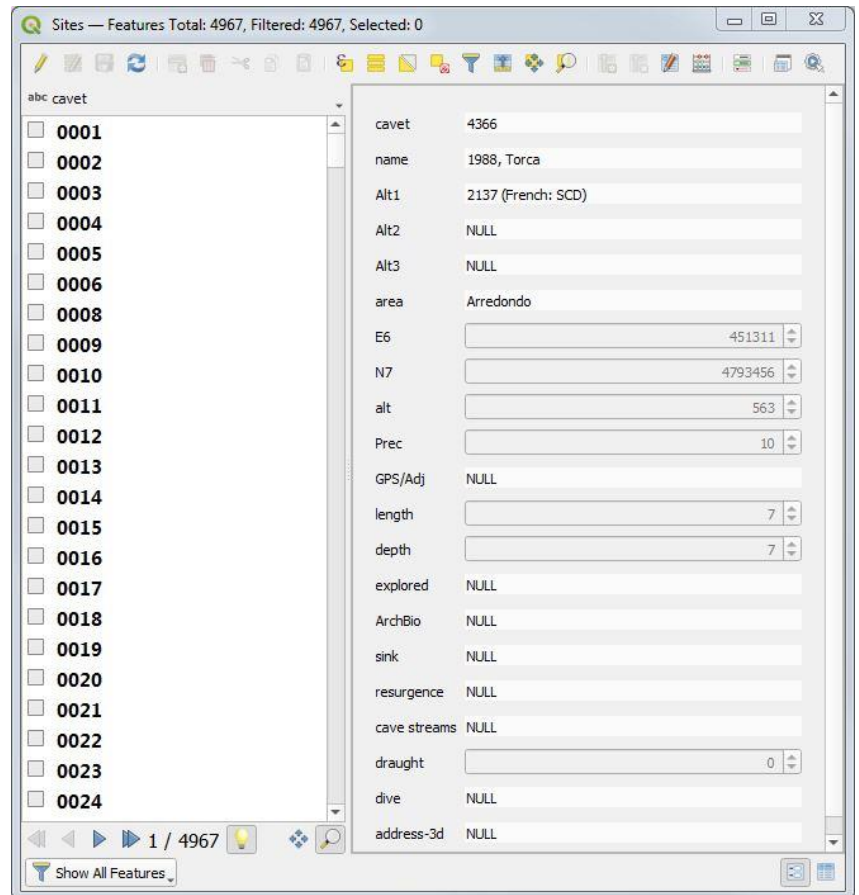 Sites — Features Total: 4967, Filtered: 4967, Selected: 0
abc cavet
0001
0002
0003
0004
0005
0006
0008
0009
0010
0011
0012
0013
0014
0015
0016
0017
0018
0019
0020
0021
0022
0023
0024
1 / 4967
Show All Features
cavet 4366
name 1988, Torca
Alt1 2137 (French: SCD)
Alt2 NULL
Alt3 NULL
area Arredondo
E6 451311
N7 4793456
alt 563
Prec 10
GPS/Adj NULL
length 7
depth 7
explored NULL
ArchBio NULL
sink NULL
resurgence NULL
cave streams NULL
draught 0
dive NULL
address-3d NULL